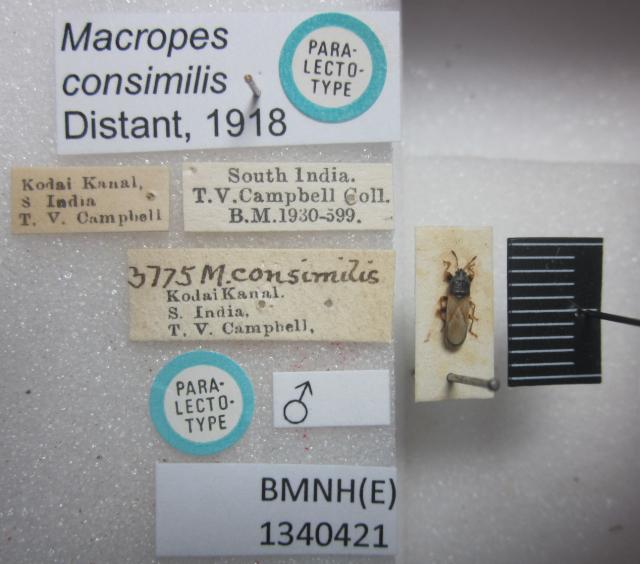 Macropes
consimilis
Distant, 1918
PARA-
LECTO-
TYPE
Kodai Kanal,
S India
T. V. Campbell
South India.
T.V.Campbell Coll.
B.M.1930-599.
3775 M. consimilis
Kodai Kanal.
S. India,
T. V. Campbell,
PARA-
LECTO-
TYPE
♂
BMNH(E)
1340421